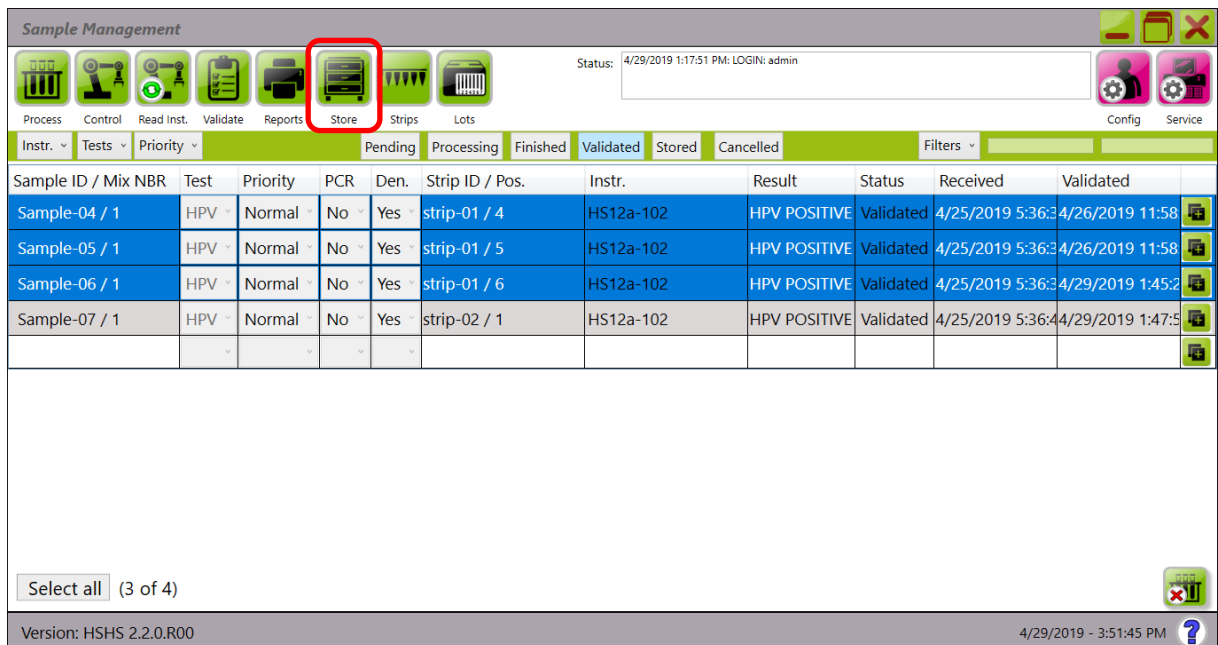 Sample Management
Status: 4/29/2019 1:17:51 PM: LOGIN: admin
Process Control Read Inst. Validate Reports Store Strips Lots Config Service
Instr. Tests Priority Pending Processing Finished Validated Stored Cancelled Filters
Sample ID / Mix NBR Test Priority PCR Den. Strip ID / Pos. Instr. Result Status Received Validated
Sample-04 / 1 HPV Normal No Yes strip-01 / 4 HS12a-102 HPV POSITIVE Validated 4/25/2019 5:36:3 4/26/2019 11:58
Sample-05 / 1 HPV Normal No Yes strip-01 / 5 HS12a-102 HPV POSITIVE Validated 4/25/2019 5:36:3 4/26/2019 11:58
Sample-06 / 1 HPV Normal No Yes strip-01 / 6 HS12a-102 HPV POSITIVE Validated 4/25/2019 5:36:3 4/29/2019 1:45:2
Sample-07 / 1 HPV Normal No Yes strip-02 / 1 HS12a-102 HPV POSITIVE Validated 4/25/2019 5:36:4 4/29/2019 1:47:5
Select all (3 of 4)
Version: HSHS 2.2.0.R00 4/29/2019 - 3:51:45 PM ?